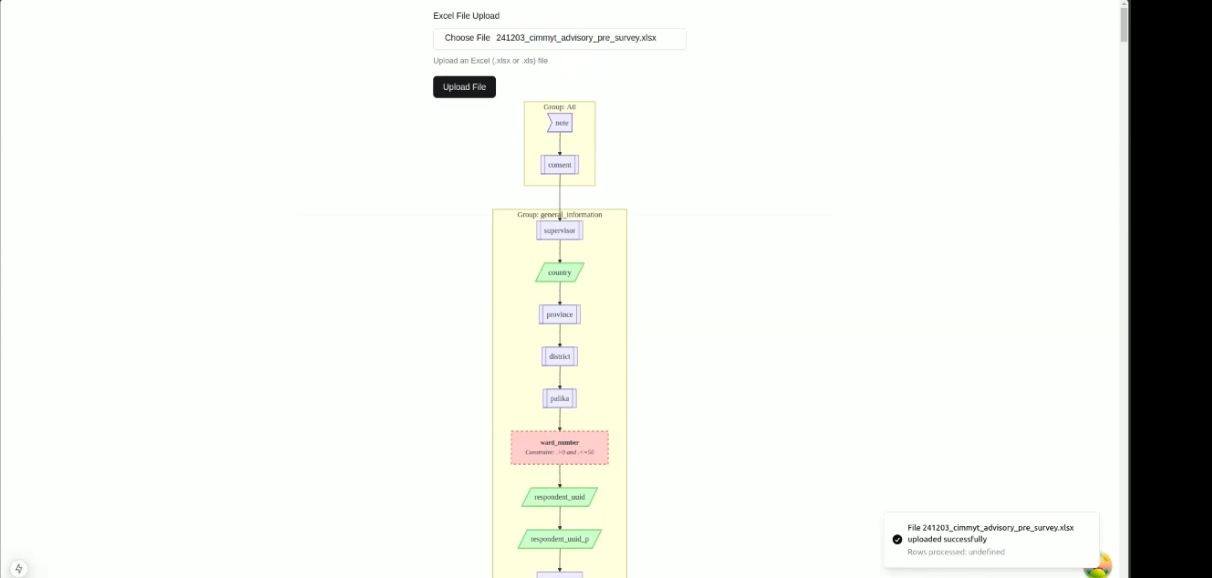 Excel File Upload
Choose File 241203_cimmyt_advisory_pre_survey.xlsx
Upload an Excel (.xlsx or .xls) file
Upload File
Group: A0
note
consent
Group: general_information
supervisor
country
province
district
palika
ward_number
Constraint: . >0 and . <=50
respondent_uuid
respondent_uuid_p
File 241203_cimmyt_advisory_pre_survey.xlsx
uploaded successfully
Rows processed: undefined